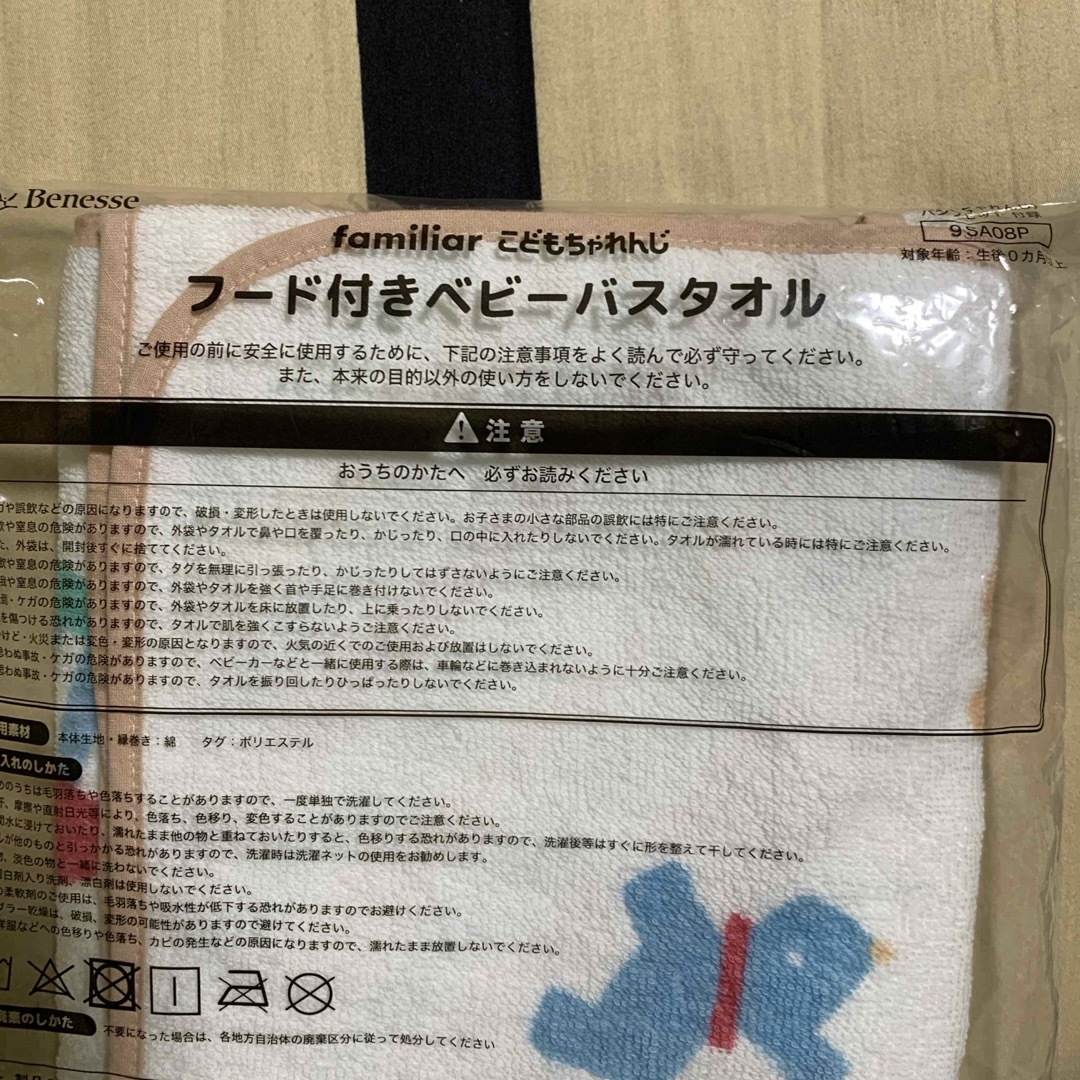 Benesse
familiar こどもちゃれんじ
9SA08P
対象年齢：生後0カ月以上
フード付きベビーバスタオル
ご使用の前に安全に使用するために、下記の注意事項をよく読んで必ず守ってください。
また、本来の目的以外の使い方をしないでください。
注意
おうちのかたへ 必ずお読みください
や誤飲などの原因になりますので、破損・変形したときは使用しないでください。お子さまの小さな部品の誤飲には特にご注意ください。
や窒息の危険がありますので、外袋やタオルで鼻や口を覆ったり、かじったり、口の中に入れたりしないでください。タオルが濡れている時には特にご注意ください。
た、外袋は、開封後すぐに捨ててください。
や窒息の危険がありますので、タグを無理に引っ張ったり、かじったりしてはずさないようにご注意ください。
や窒息の危険がありますので、外袋やタオルを強く首や手足に巻き付けないでください。
・ケガの危険がありますので、外袋やタオルを床に放置したり、上に乗ったりしないでください。
を傷つける恐れがありますので、タオルで肌を強くこすらないようご注意ください。
けど・火災または変色・変形の原因となりますので、火気の近くでのご使用および放置はしないでください。
思わぬ事故・ケガの危険がありますので、ベビーカーなどと一緒に使用する際は、車輪などに巻き込まれないように十分ご注意ください。
思わぬ事故・ケガの危険がありますので、タオルを振り回したりひっぱったりしないでください。
用素材 本体生地・縁巻き：綿 タグ：ポリエステル
入れのしかた
のうちは毛羽落ちや色落ちすることがありますので、一度単独で洗濯してください。
汗、摩擦や直射日光等により、色落ち、色移り、変色することがありますのでご注意ください。
間水に浸けておいたり、濡れたまま他の物と重ねておいたりすると、色移りする恐れがありますので、洗濯後等はすぐに形を整えて干してください。
が他のものと引っかかる恐れがありますので、洗濯時は洗濯ネットの使用をお勧めします。
物、淡色の物と一緒に洗わないでください。
白剤入り洗剤、漂白剤は使用しないでください。
の柔軟剤のご使用は、毛羽落ちや吸水性が低下する恐れがありますのでお避けください。
ブラー乾燥は、破損、変形の可能性がありますので避けてください。
洋服などへの色移りや色落ち、カビの発生などの原因になりますので、濡れたまま放置しないでください。
廃棄のしかた 不要になった場合は、各地方自治体の廃棄区分に従って処分してください